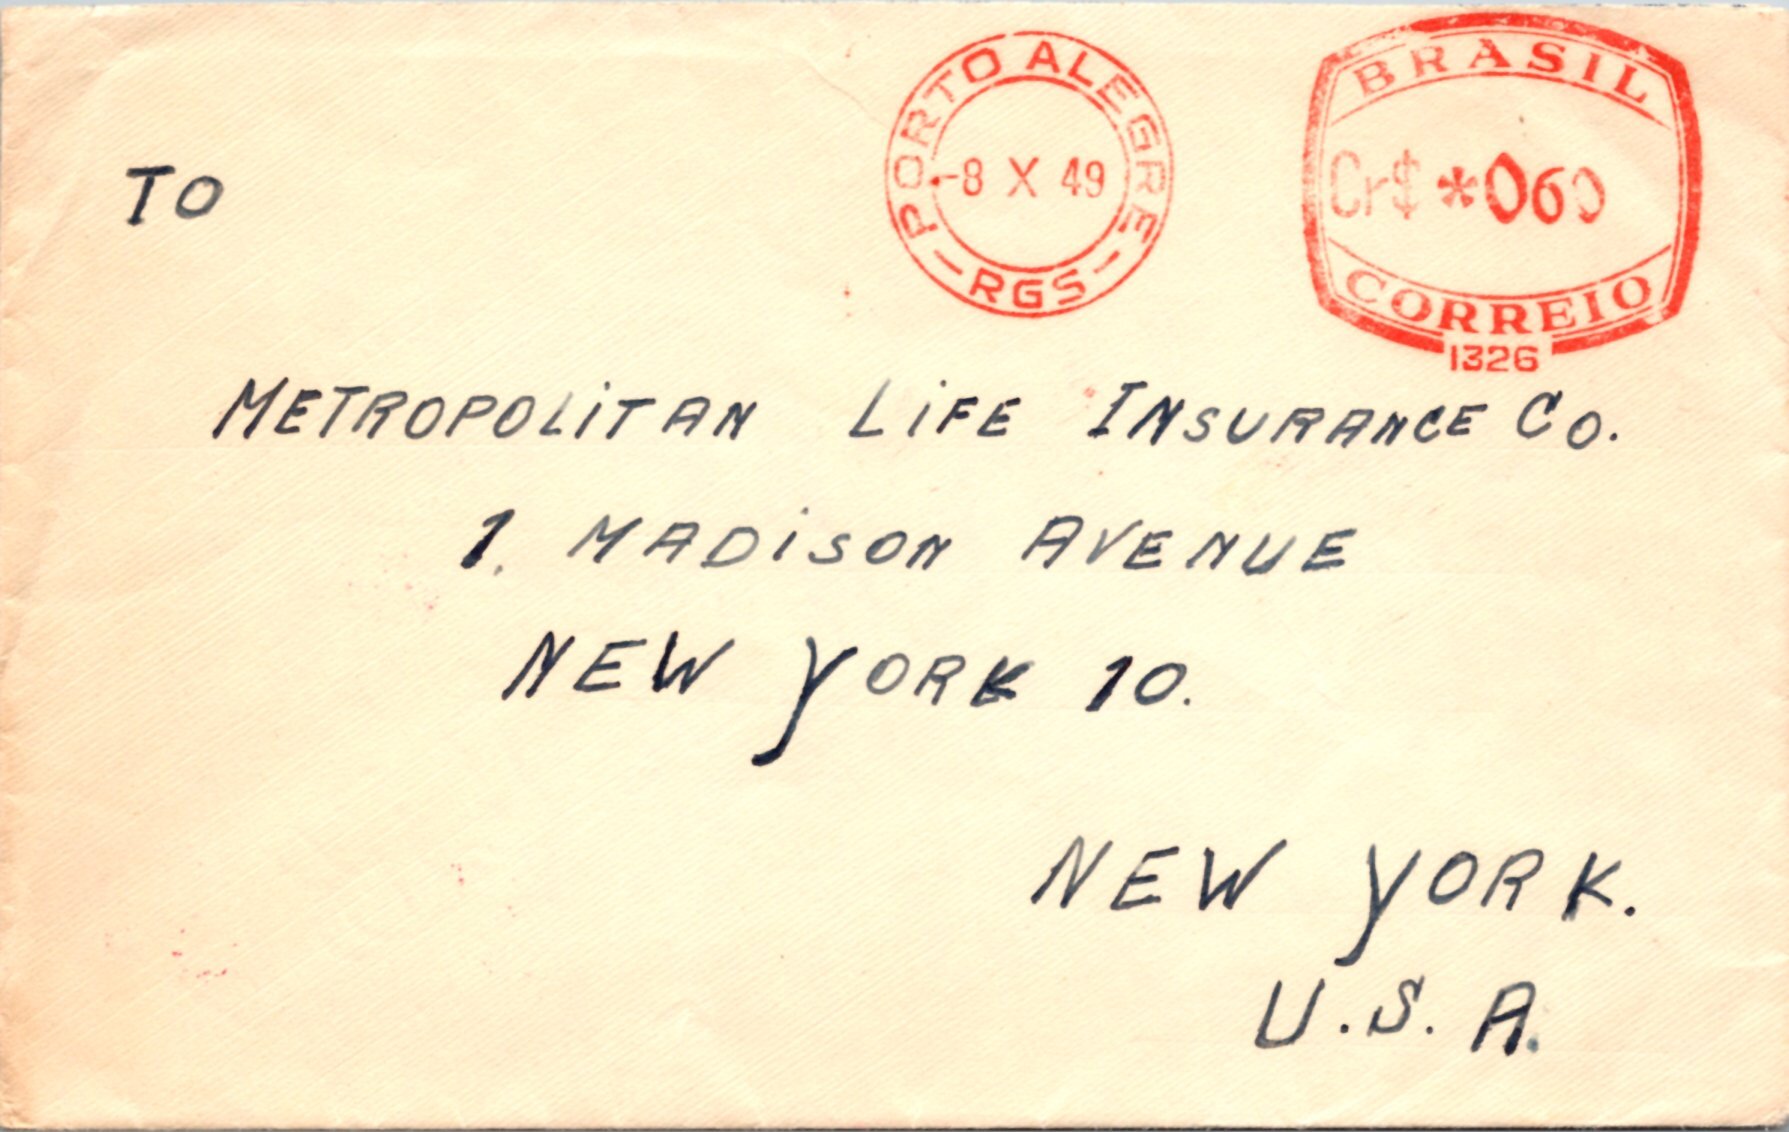 PORTO ALEGRE
-8 X 49
- RGS -
BRASIL
Cr$ *060
CORREIO
1326
TO
METROPOLITAN LIFE INSURANCE CO.
1. MADISON AVENUE
NEW YORK 10.
NEW YORK.
U.S.A.